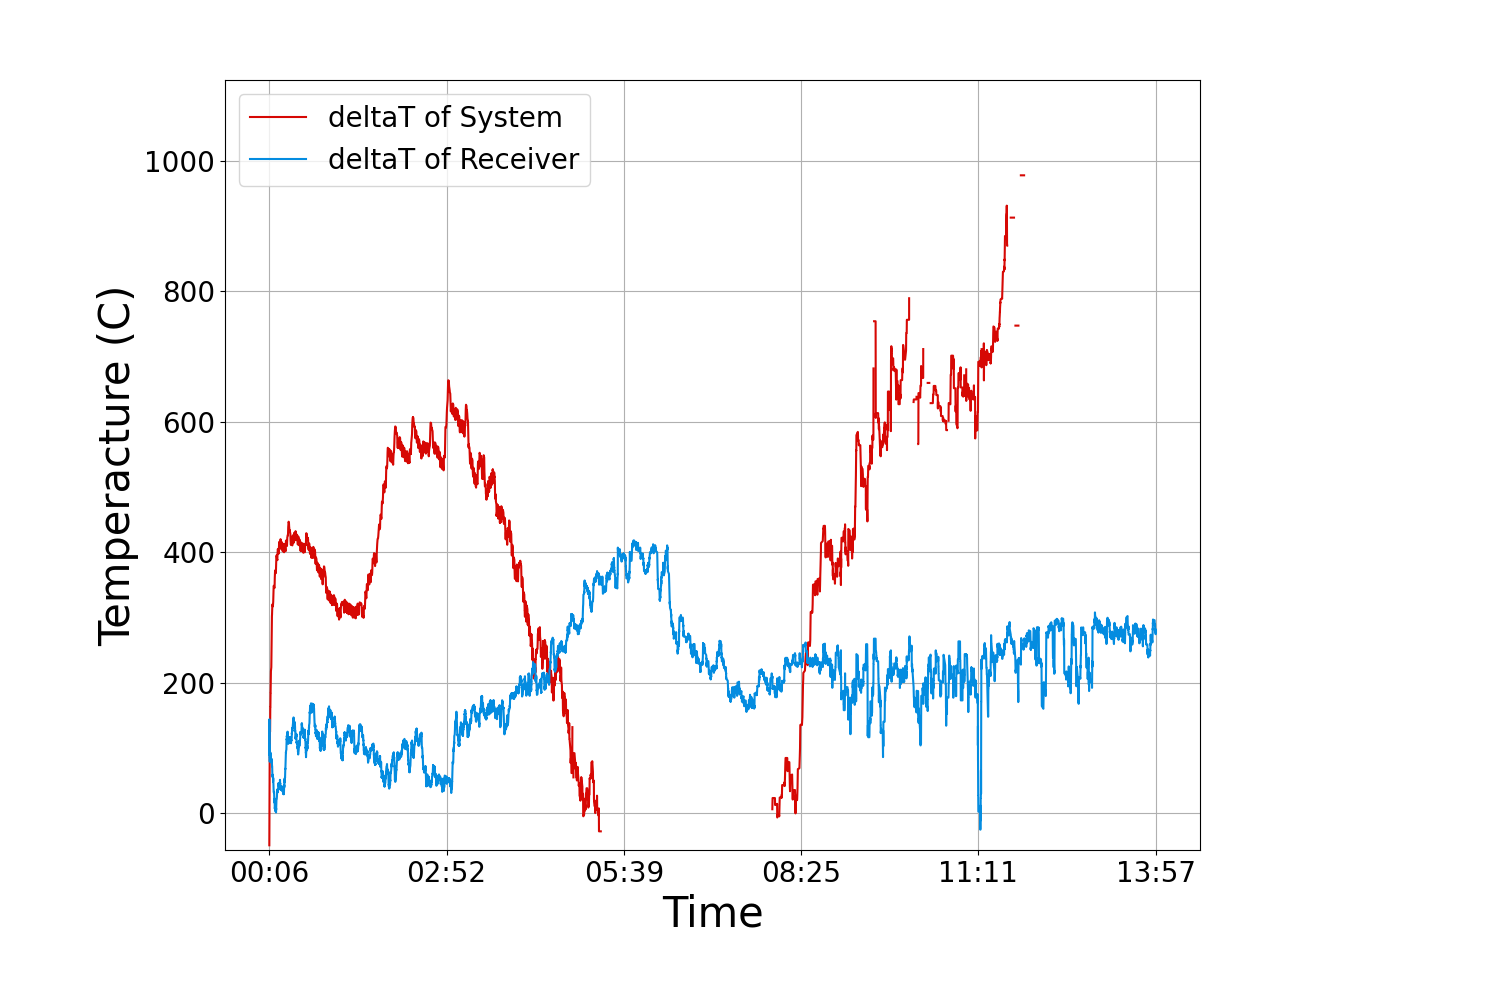 deltaT of System
deltaT of Receiver
1000
800
600
400
200
0
Temperacture (C)
00:06 02:52 05:39 08:25 11:11 13:57
Time